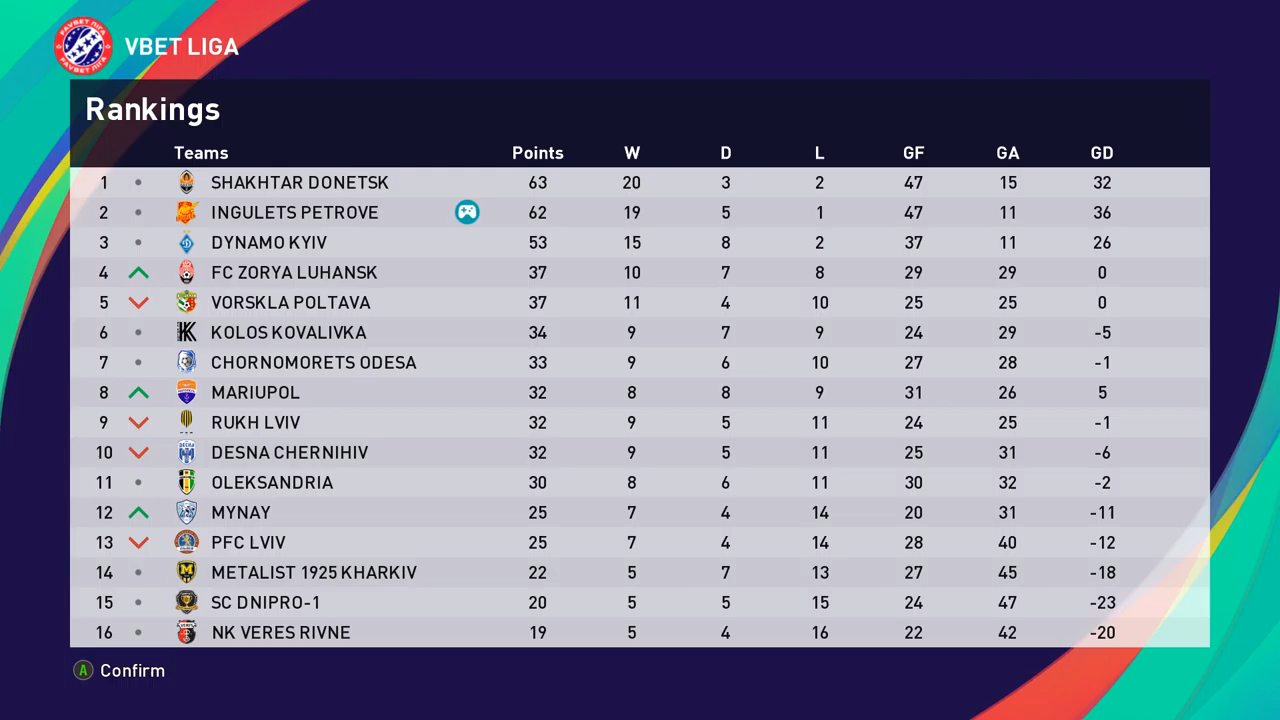 FAVBET ЛІГА
FAVBET ЛІГА
VBET LIGA
Rankings
Teams Points W D L GF GA GD
1 SHAKHTAR DONETSK 63 20 3 2 47 15 32
2 INGULETS PETROVE 62 19 5 1 47 11 36
3 DYNAMO KYIV 53 15 8 2 37 11 26
4 FC ZORYA LUHANSK 37 10 7 8 29 29 0
5 VORSKLA POLTAVA 37 11 4 10 25 25 0
6 KOLOS KOVALIVKA 34 9 7 9 24 29 -5
7 CHORNOMORETS ODESA 33 9 6 10 27 28 -1
8 MARIUPOL 32 8 8 9 31 26 5
9 RUKH LVIV 32 9 5 11 24 25 -1
10 DESNA CHERNIHIV 32 9 5 11 25 31 -6
11 OLEKSANDRIA 30 8 6 11 30 32 -2
12 MYNAY 25 7 4 14 20 31 -11
13 PFC LVIV 25 7 4 14 28 40 -12
14 METALIST 1925 KHARKIV 22 5 7 13 27 45 -18
15 SC DNIPRO-1 20 5 5 15 24 47 -23
16 NK VERES RIVNE 19 5 4 16 22 42 -20
A Confirm